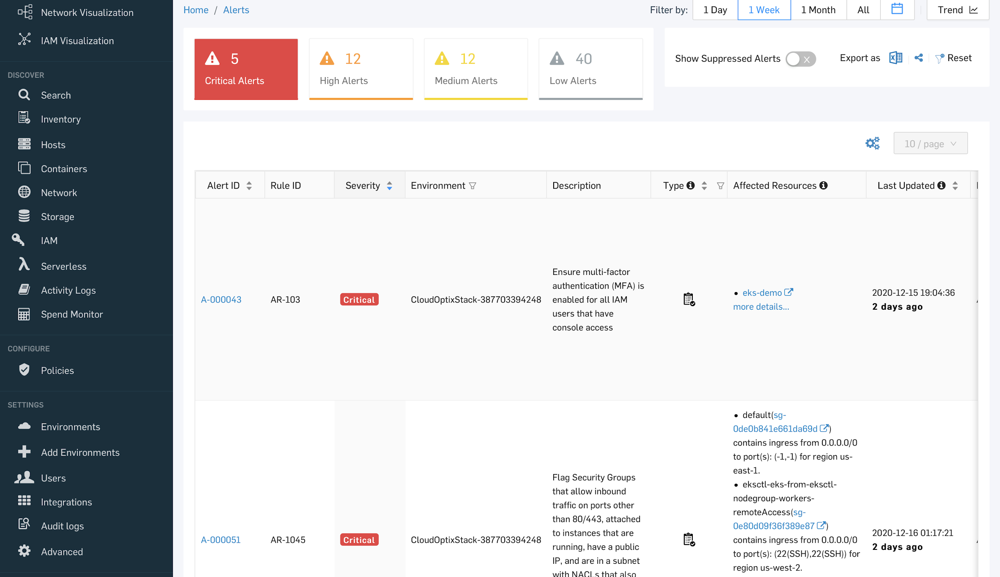 Network Visualization
IAM Visualization
DISCOVER
Search
Inventory
Hosts
Containers
Network
Storage
IAM
Serverless
Activity Logs
Spend Monitor
CONFIGURE
Policies
SETTINGS
Environments
Add Environments
Users
Integrations
Audit logs
Advanced
Home / Alerts
Filter by: 1 Day 1 Week 1 Month All Trend
5
Critical Alerts
12
High Alerts
12
Medium Alerts
40
Low Alerts
Show Suppressed Alerts
Export as
Reset
10 / page
Alert ID Rule ID Severity Environment Description Type Affected Resources Last Updated
A-000043
AR-103
Critical
CloudOptixStack-387703394248
Ensure multi-factor
authentication (MFA) is
enabled for all IAM
users that have
console access
• eks-demo
more details...
2020-12-15 19:04:36
2 days ago
A-000051
AR-1045
Critical
CloudOptixStack-387703394248
Flag Security Groups
that allow inbound
traffic on ports other
than 80/443, attached
to instances that are
running, have a public
IP, and are in a subnet
with NACLs that also
• default(sg-
0de0b841e661da69d)
contains ingress from 0.0.0.0/0
to port(s): (-1,-1) for region us-
east-1.
• eksctl-eks-from-eksctl-
nodegroup-workers-
remoteAccess(sg-
0e80d09f36f389e87)
contains ingress from 0.0.0.0/0
to port(s): (22(SSH),22(SSH)) for
region us-west-2.
2020-12-16 01:17:21
2 days ago